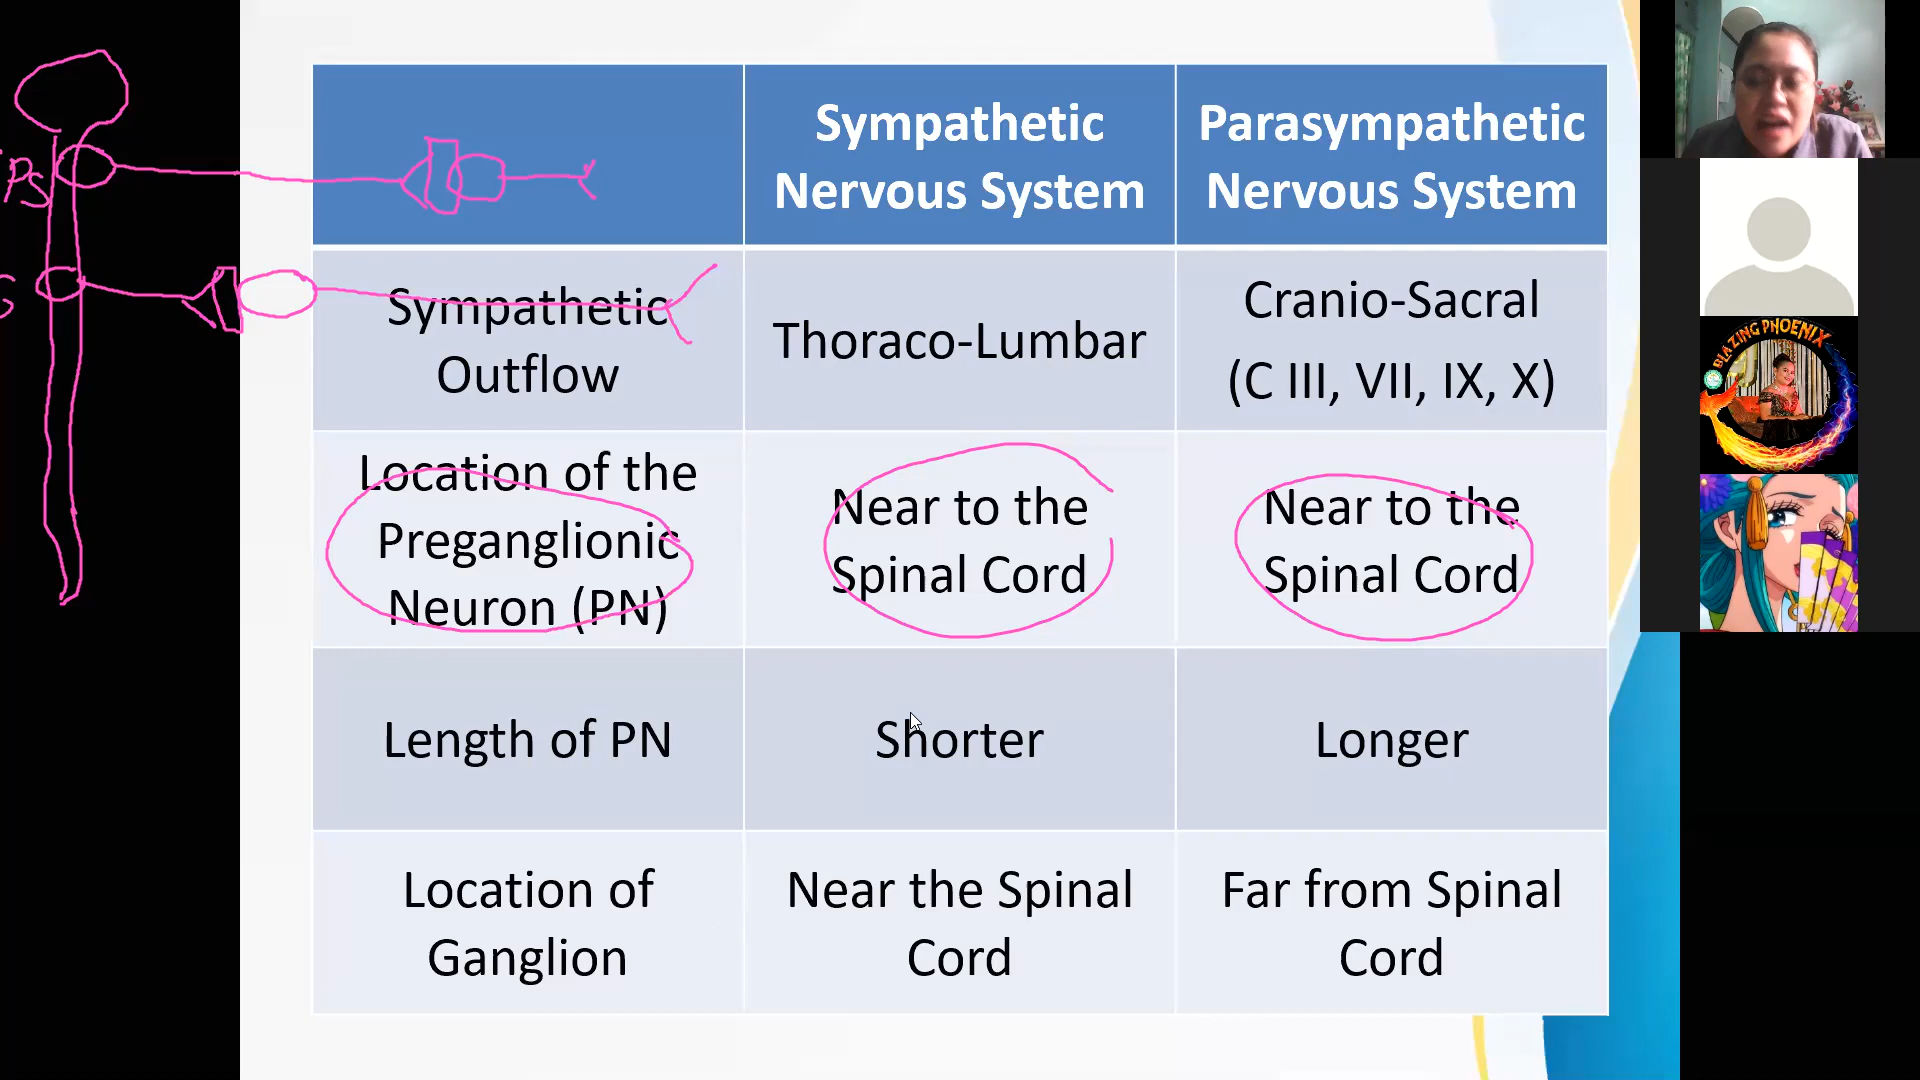 Sympathetic
Nervous System
Parasympathetic
Nervous System
PS
S
Sympathetic
Outflow
Thoraco-Lumbar
Cranio-Sacral
(C III, VII, IX, X)
Location of the
Preganglionic
Neuron (PN)
Near to the
Spinal Cord
Near to the
Spinal Cord
Length of PN
Shorter
Longer
Location of
Ganglion
Near the Spinal
Cord
Far from Spinal
Cord
BLAZING PHOENIX